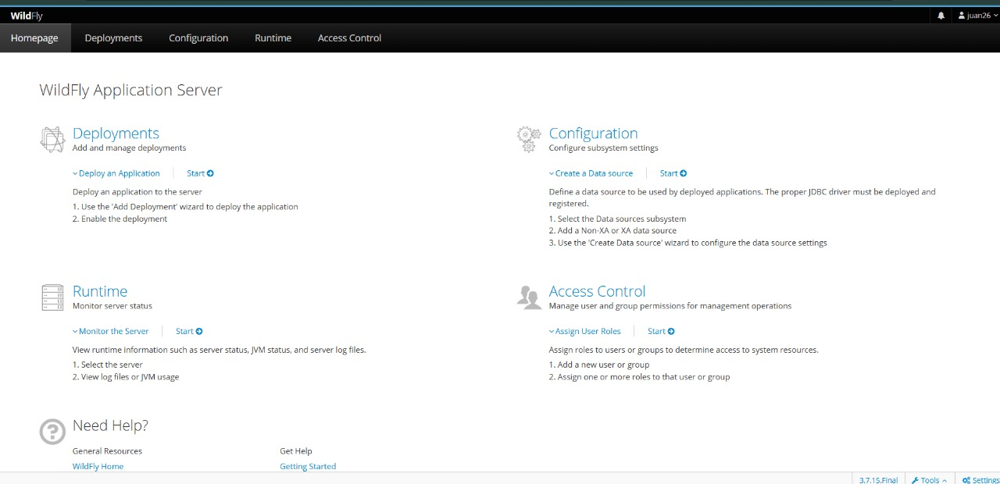 WildFly
juan26
Homepage Deployments Configuration Runtime Access Control
WildFly Application Server
Deployments
Add and manage deployments
Deploy an Application Start
Deploy an application to the server
1. Use the 'Add Deployment' wizard to deploy the application
2. Enable the deployment
Configuration
Configure subsystem settings
Create a Data source Start
Define a data source to be used by deployed applications. The proper JDBC driver must be deployed and
registered.
1. Select the Data sources subsystem
2. Add a Non-XA or XA data source
3. Use the 'Create Data source' wizard to configure the data source settings
Runtime
Monitor server status
Monitor the Server Start
View runtime information such as server status, JVM status, and server log files.
1. Select the server
2. View log files or JVM usage
Access Control
Manage user and group permissions for management operations
Assign User Roles Start
Assign roles to users or groups to determine access to system resources.
1. Add a new user or group
2. Assign one or more roles to that user or group
Need Help?
General Resources
WildFly Home
Get Help
Getting Started
3.7.15.Final Tools Settings